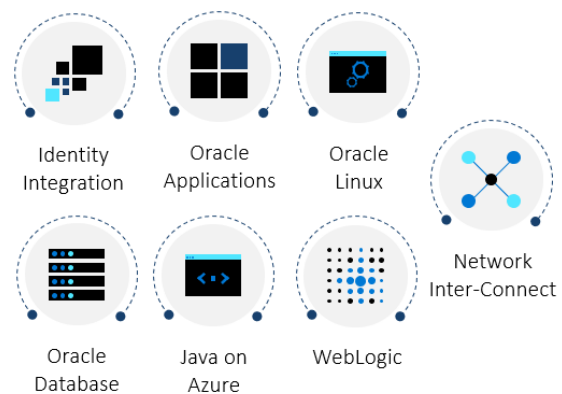 Identity
Integration
Oracle
Applications
Oracle
Linux
Network
Inter-Connect
Oracle
Database
Java on
Azure
WebLogic